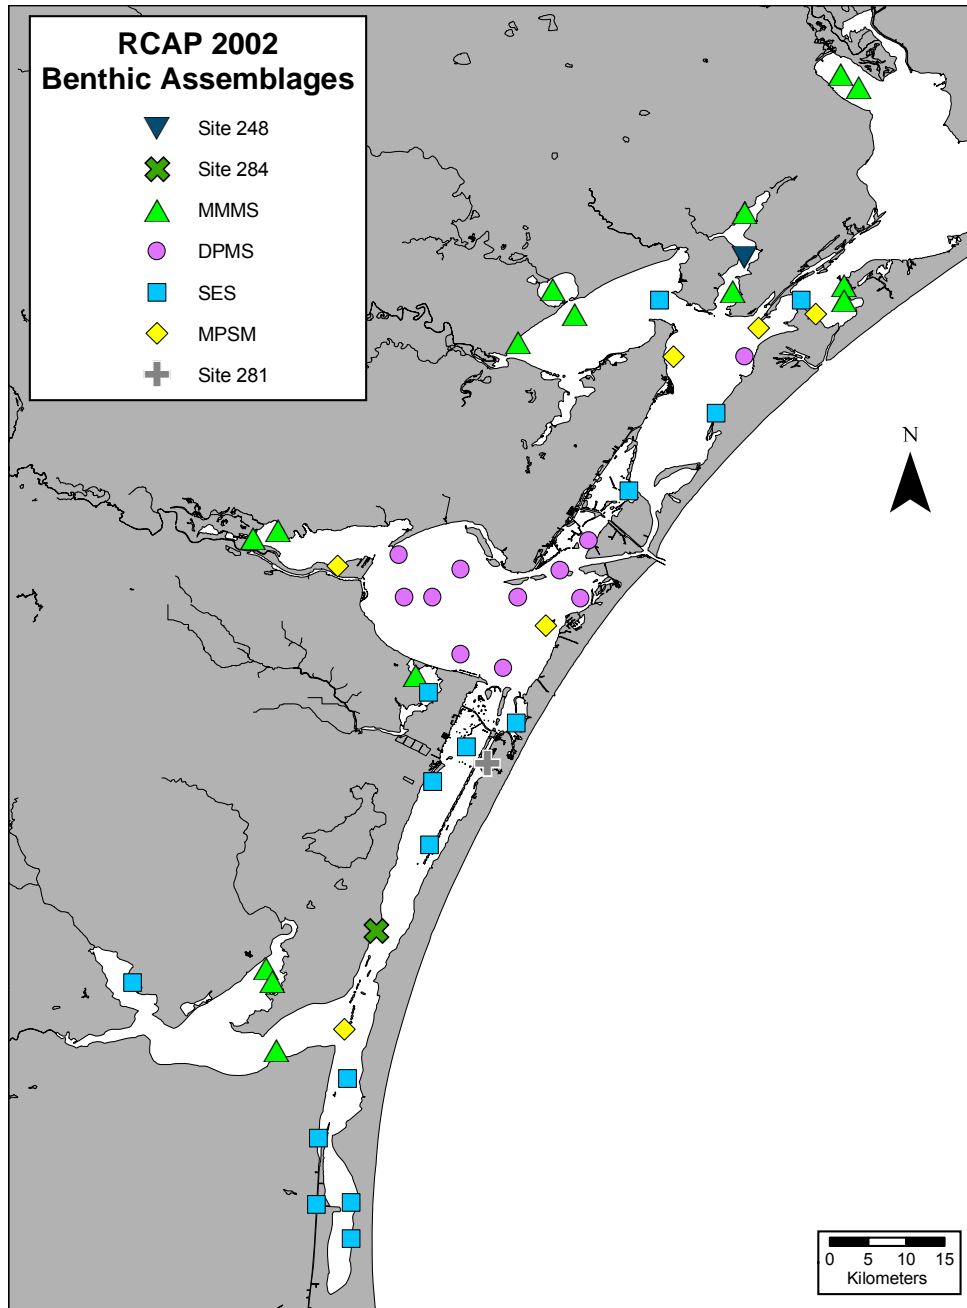 RCAP 2002
Benthic Assemblages
Site 248
Site 284
MMMS
DPMS
SES
MPSM
Site 281
N
0 5 10 15
Kilometers